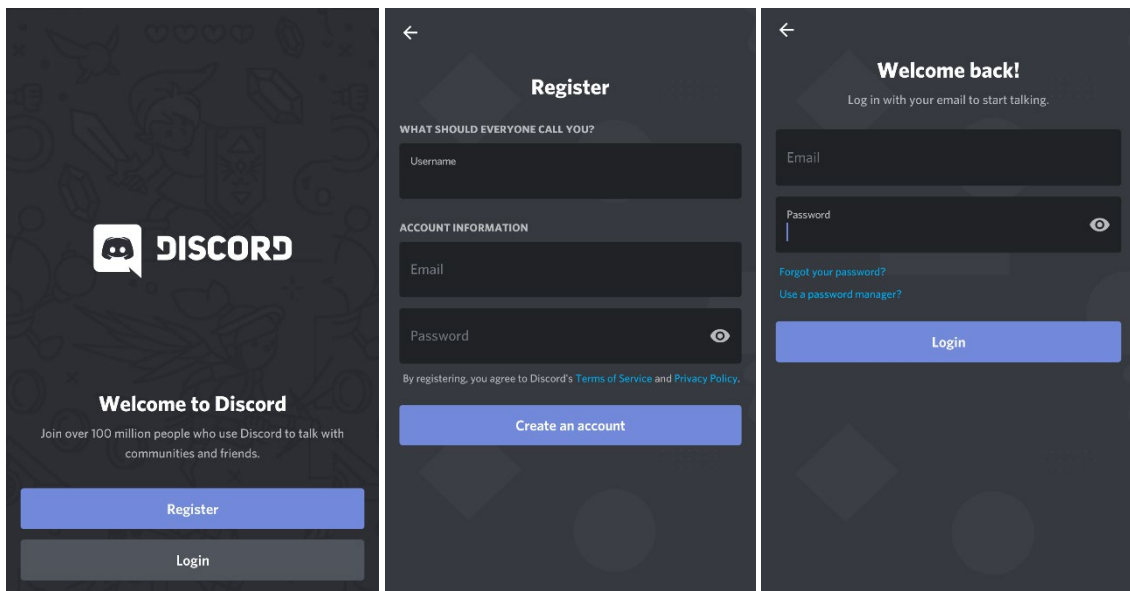 DISCORD
Welcome to Discord
Join over 100 million people who use Discord to talk with
communities and friends.
Register
Login
Register
WHAT SHOULD EVERYONE CALL YOU?
Username
ACCOUNT INFORMATION
Email
Password
By registering, you agree to Discord's Terms of Service and Privacy Policy.
Create an account
Welcome back!
Log in with your email to start talking.
Email
Password
Forgot your password?
Use a password manager?
Login